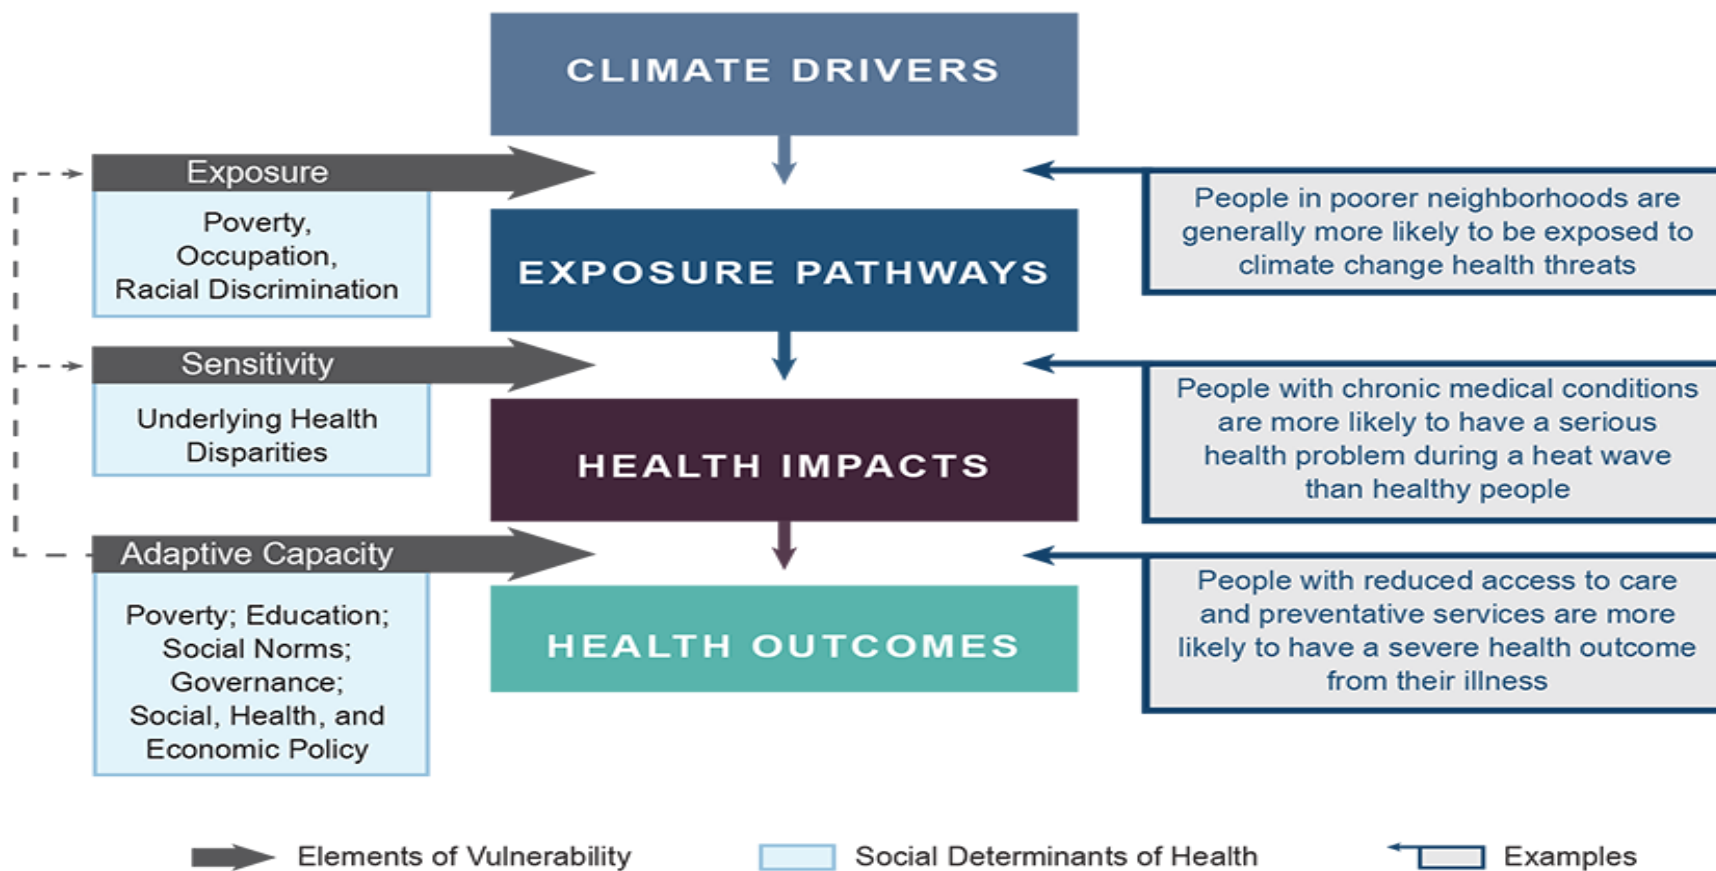 CLIMATE DRIVERS
Exposure
Poverty,
Occupation,
Racial Discrimination
People in poorer neighborhoods are
generally more likely to be exposed to
climate change health threats
EXPOSURE PATHWAYS
Sensitivity
Underlying Health
Disparities
People with chronic medical conditions
are more likely to have a serious
health problem during a heat wave
than healthy people
HEALTH IMPACTS
Adaptive Capacity
Poverty; Education;
Social Norms;
Governance;
Social, Health, and
Economic Policy
People with reduced access to care
and preventative services are more
likely to have a severe health outcome
from their illness
HEALTH OUTCOMES
Elements of Vulnerability
Social Determinants of Health
Examples